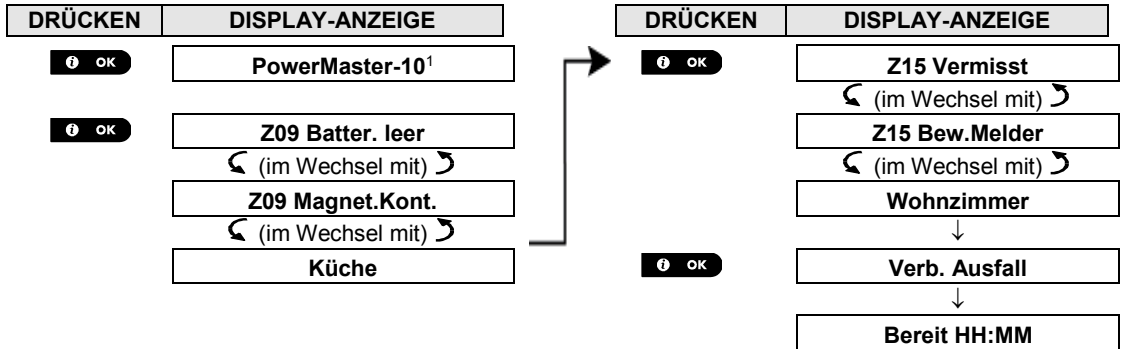 DRÜCKEN DISPLAY-ANZEIGE
i OK PowerMaster-10¹
i OK Z09 Batter. leer
(im Wechsel mit)
Z09 Magnet.Kont.
(im Wechsel mit)
Küche
DRÜCKEN DISPLAY-ANZEIGE
i OK Z15 Vermisst
(im Wechsel mit)
Z15 Bew.Melder
(im Wechsel mit)
Wohnzimmer
i OK Verb. Ausfall
Bereit HH:MM